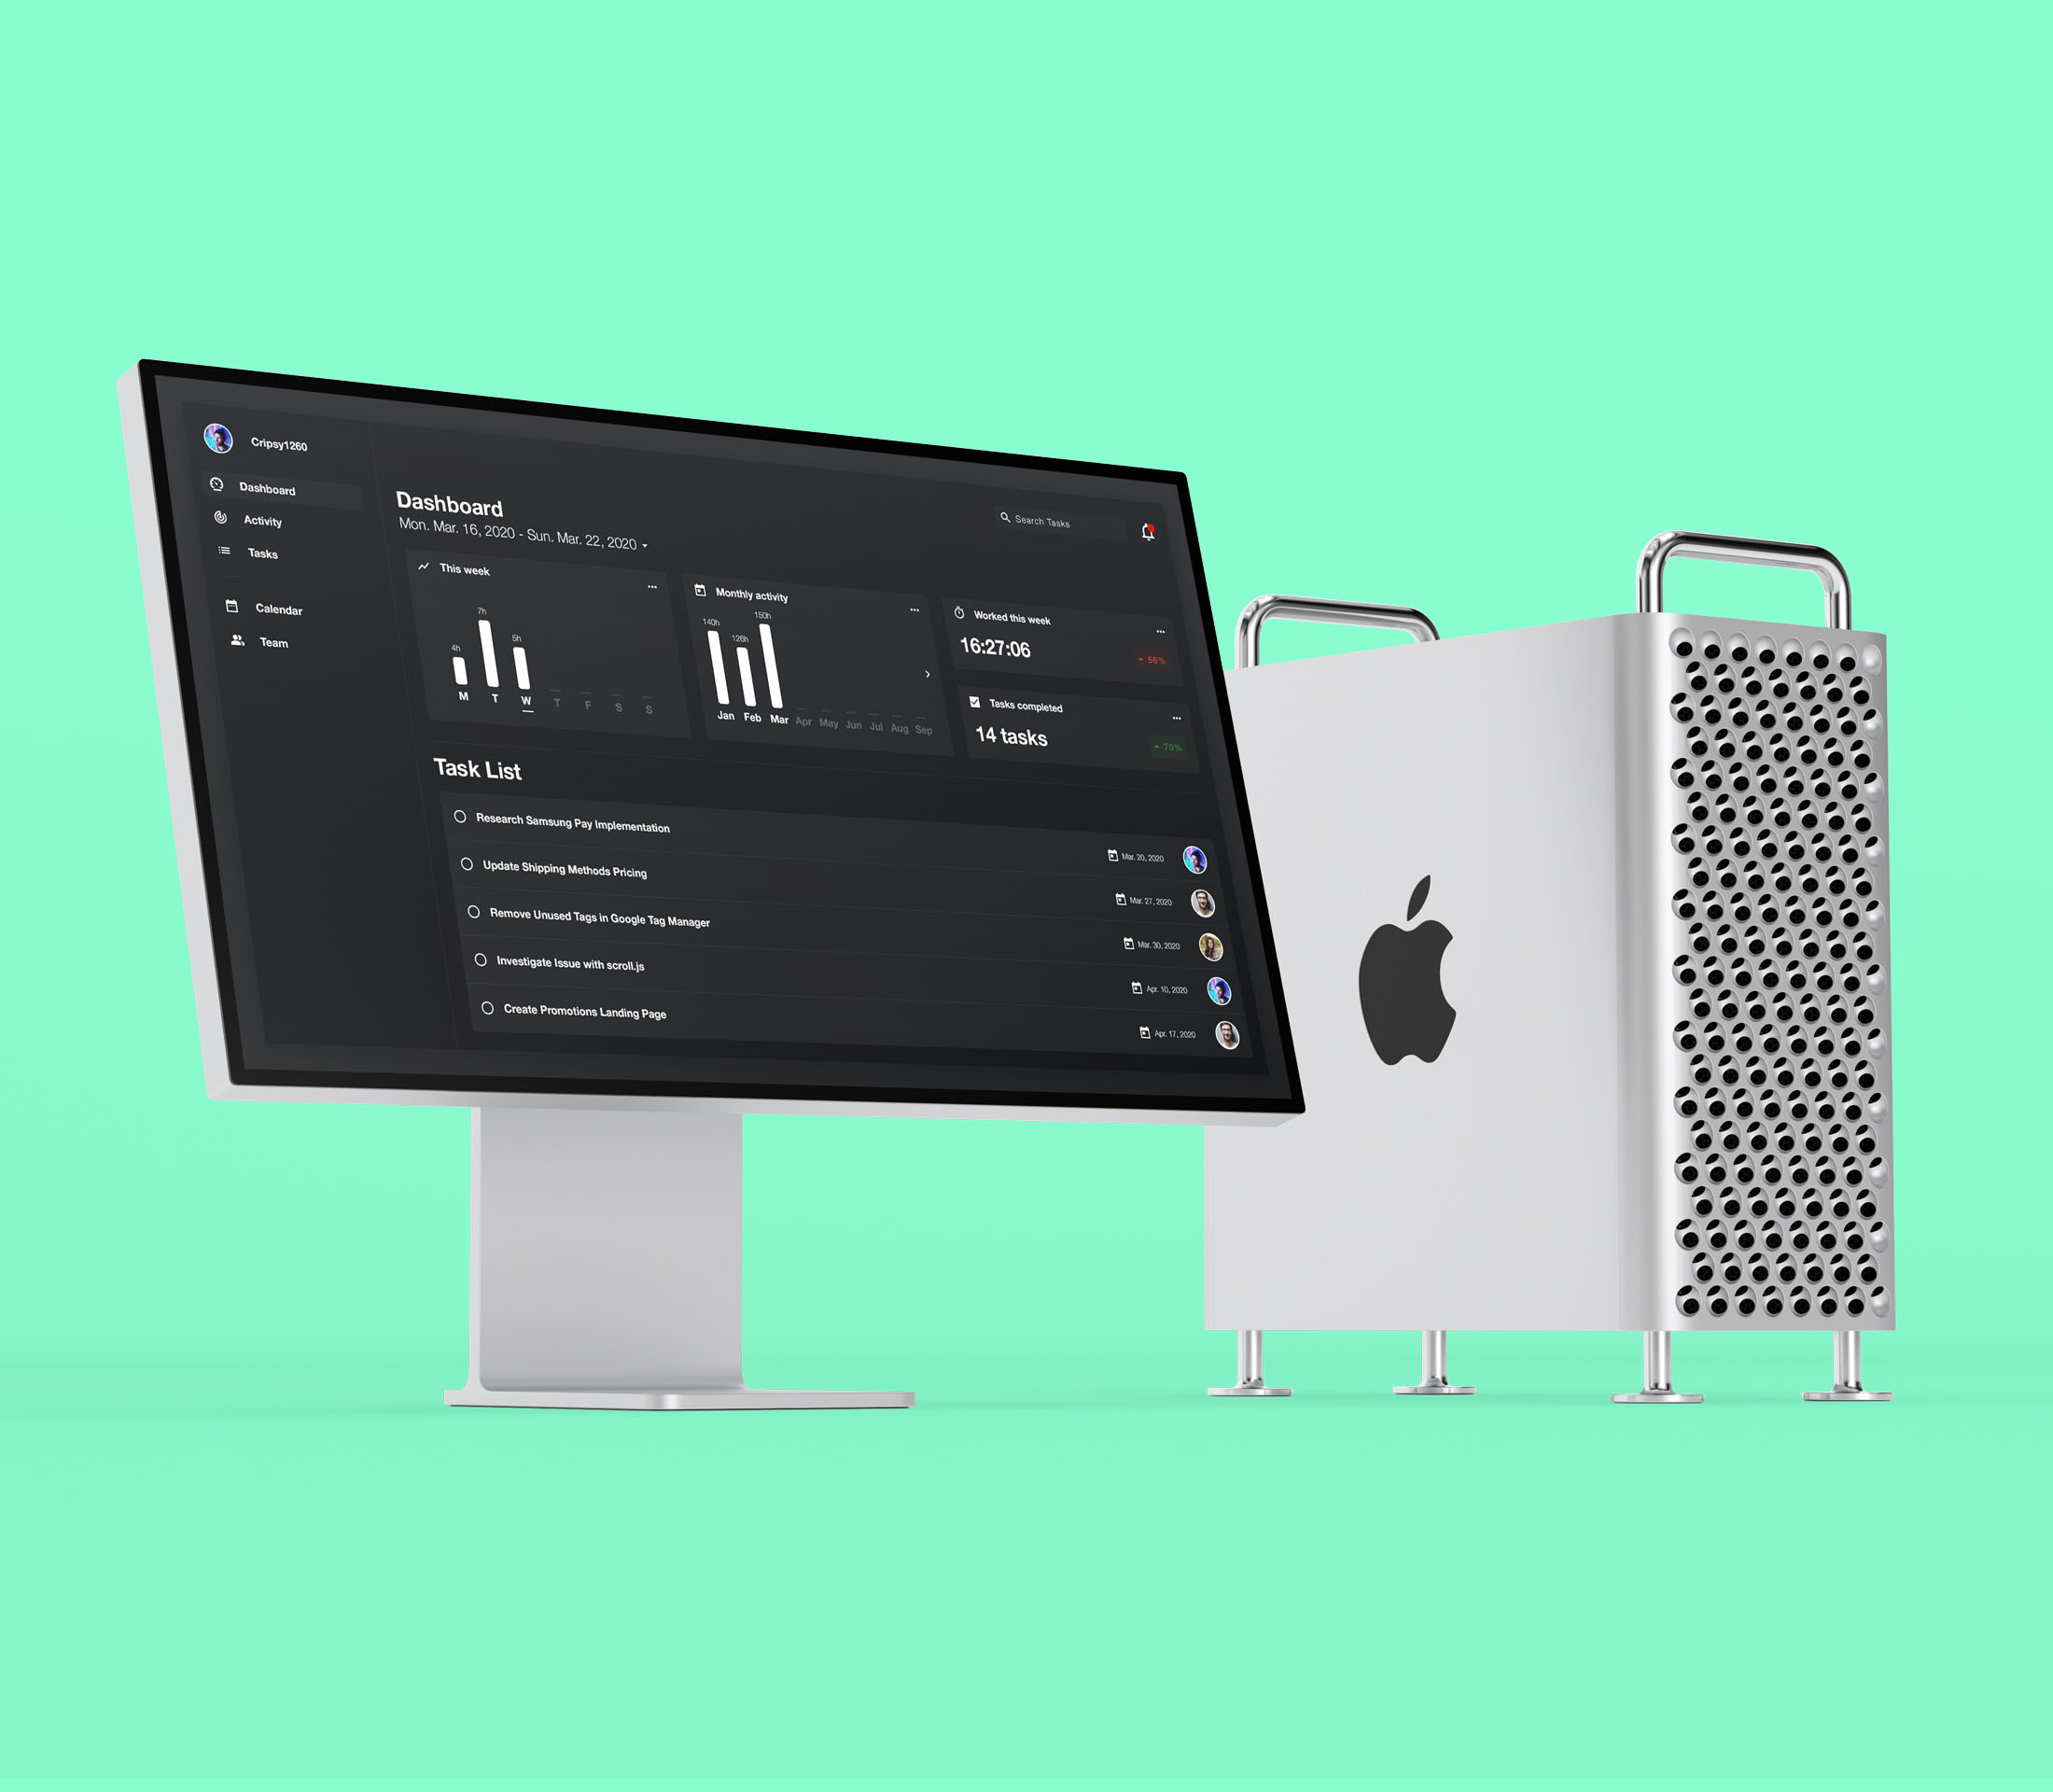 Cripsy1260
Dashboard
Activity
Tasks
Calendar
Team
Dashboard
Mon. Mar. 16, 2020 - Sun. Mar. 22, 2020
Search Tasks
This week
4h 7h 5h
M T W T F S S
Monthly activity
140h 126h 150h
Jan Feb Mar Apr May Jun Jul Aug Sep
Worked this week
16:27:06
56%
Tasks completed
14 tasks
70%
Task List
Research Samsung Pay Implementation
Mar. 20, 2020
Update Shipping Methods Pricing
Mar. 27, 2020
Remove Unused Tags in Google Tag Manager
Mar. 30, 2020
Investigate Issue with scroll.js
Apr. 10, 2020
Create Promotions Landing Page
Apr. 17, 2020